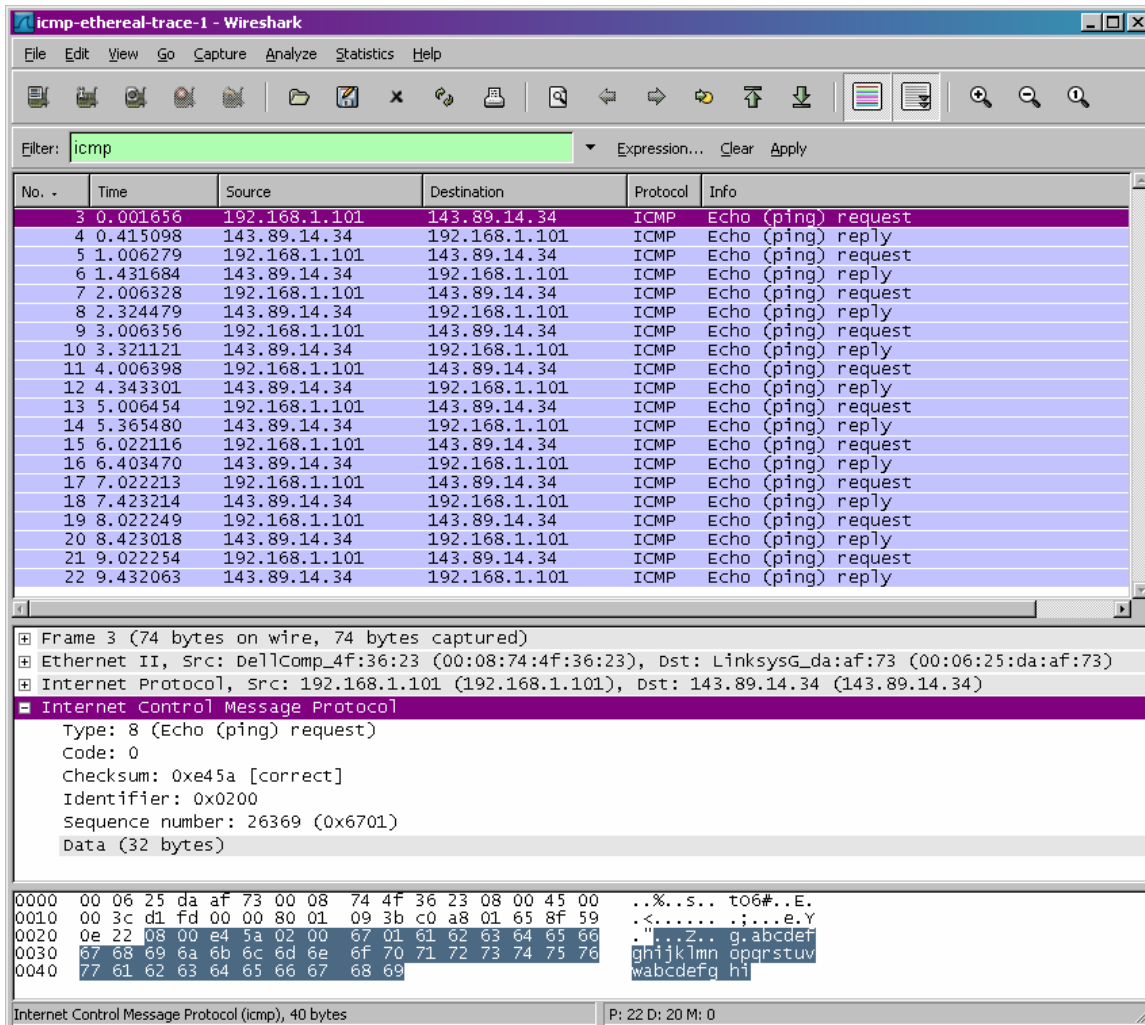 icmp-ethereal-trace-1 - Wireshark
File Edit View Go Capture Analyze Statistics Help
Filter: icmp Expression... Clear Apply
No. - Time Source Destination Protocol Info
3 0.001656 192.168.1.101 143.89.14.34 ICMP Echo (ping) request
4 0.415098 143.89.14.34 192.168.1.101 ICMP Echo (ping) reply
5 1.006279 192.168.1.101 143.89.14.34 ICMP Echo (ping) request
6 1.431684 143.89.14.34 192.168.1.101 ICMP Echo (ping) reply
7 2.006328 192.168.1.101 143.89.14.34 ICMP Echo (ping) request
8 2.324479 143.89.14.34 192.168.1.101 ICMP Echo (ping) reply
9 3.006356 192.168.1.101 143.89.14.34 ICMP Echo (ping) request
10 3.321121 143.89.14.34 192.168.1.101 ICMP Echo (ping) reply
11 4.006398 192.168.1.101 143.89.14.34 ICMP Echo (ping) request
12 4.343301 143.89.14.34 192.168.1.101 ICMP Echo (ping) reply
13 5.006454 192.168.1.101 143.89.14.34 ICMP Echo (ping) request
14 5.365480 143.89.14.34 192.168.1.101 ICMP Echo (ping) reply
15 6.022116 192.168.1.101 143.89.14.34 ICMP Echo (ping) request
16 6.403470 143.89.14.34 192.168.1.101 ICMP Echo (ping) reply
17 7.022213 192.168.1.101 143.89.14.34 ICMP Echo (ping) request
18 7.423214 143.89.14.34 192.168.1.101 ICMP Echo (ping) reply
19 8.022249 192.168.1.101 143.89.14.34 ICMP Echo (ping) request
20 8.423018 143.89.14.34 192.168.1.101 ICMP Echo (ping) reply
21 9.022254 192.168.1.101 143.89.14.34 ICMP Echo (ping) request
22 9.432063 143.89.14.34 192.168.1.101 ICMP Echo (ping) reply
Frame 3 (74 bytes on wire, 74 bytes captured)
Ethernet II, Src: DellComp_4f:36:23 (00:08:74:4f:36:23), Dst: LinksysG_da:af:73 (00:06:25:da:af:73)
Internet Protocol, Src: 192.168.1.101 (192.168.1.101), Dst: 143.89.14.34 (143.89.14.34)
Internet Control Message Protocol
Type: 8 (Echo (ping) request)
Code: 0
Checksum: 0xe45a [correct]
Identifier: 0x0200
Sequence number: 26369 (0x6701)
Data (32 bytes)
0000 00 06 25 da af 73 00 08 74 4f 36 23 08 00 45 00 ..%..s.. tO6#..E.
0010 00 3c d1 fd 00 00 80 01 09 3b c0 a8 01 65 8f 59 .<...... .;...e.Y
0020 0e 22 08 00 e4 5a 02 00 67 01 61 62 63 64 65 66 ."...Z.. g.abcdef
0030 67 68 69 6a 6b 6c 6d 6e 6f 70 71 72 73 74 75 76 ghijklmn opqrstuv
0040 77 61 62 63 64 65 66 67 68 69 wabcdefg hi
Internet Control Message Protocol (icmp), 40 bytes P: 22 D: 20 M: 0